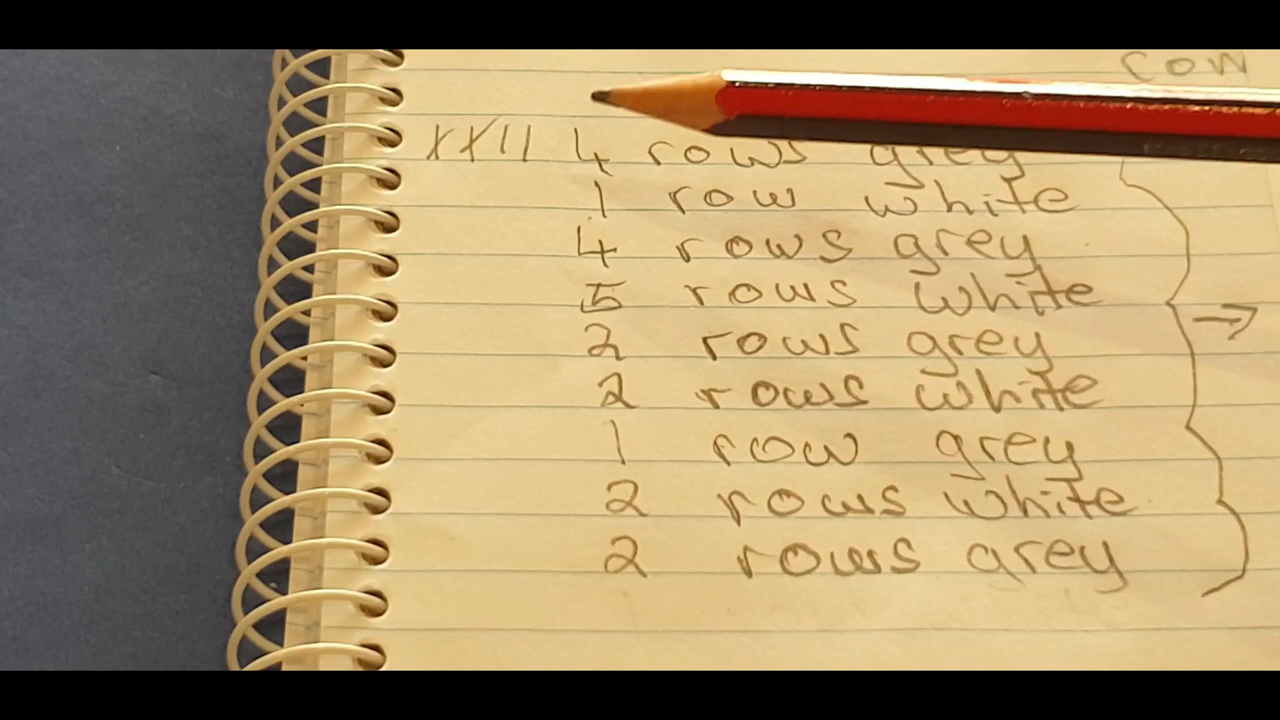 row
XXII 4 rows grey
1 row white
4 rows grey
5 rows white
2 rows grey
2 rows white
1 row grey
2 rows white
2 rows grey
→